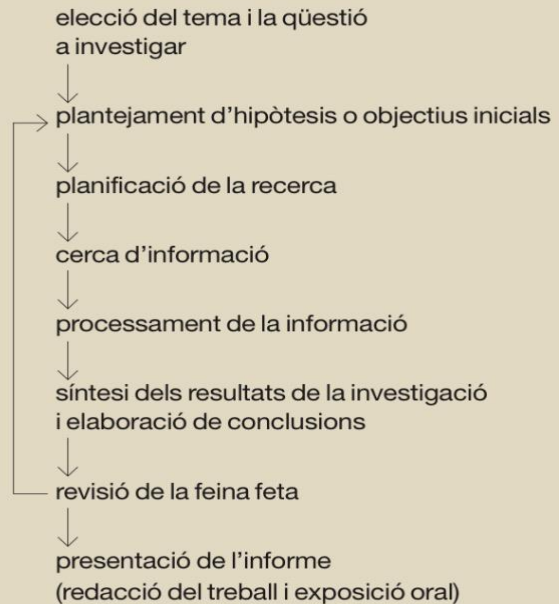 elecció del tema i la qüestió
a investigar
plantejament d’hipòtesis o objectius inicials
planificació de la recerca
cerca d’informació
processament de la informació
síntesi dels resultats de la investigació
i elaboració de conclusions
revisió de la feina feta
presentació de l’informe
(redacció del treball i exposició oral)